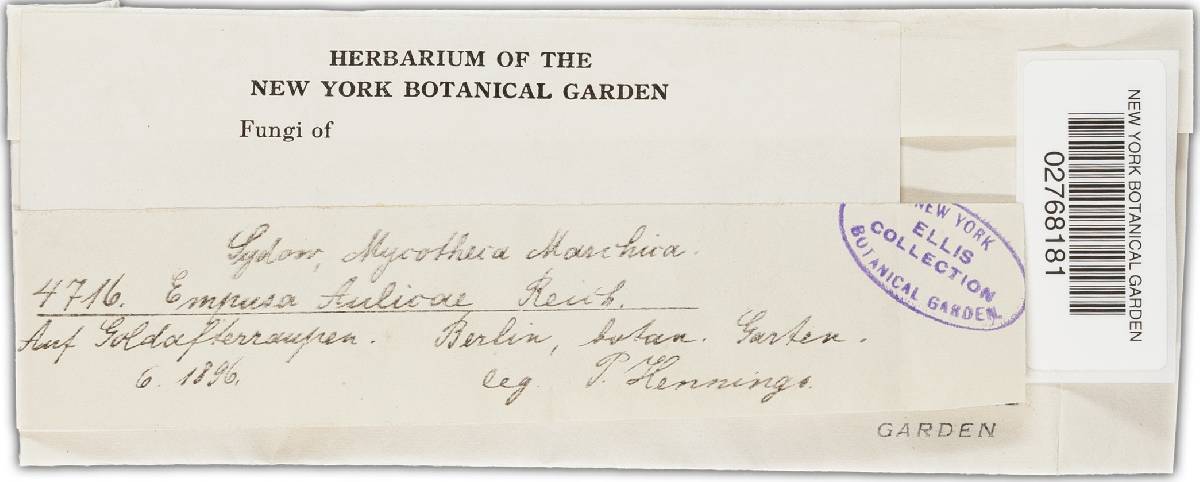 HERBARIUM OF THE
NEW YORK BOTANICAL GARDEN
Fungi of
Sydow, Mycotheca Marchica.
4716. Empusa Aulicae Reich.
Auf Goldafterraupen. Berlin, botan. Garten.
6. 1896. leg. P. Hennings.
NEW YORK
ELLIS
COLLECTION
BOTANICAL GARDEN
NEW YORK BOTANICAL GARDEN
02768181
GARDEN